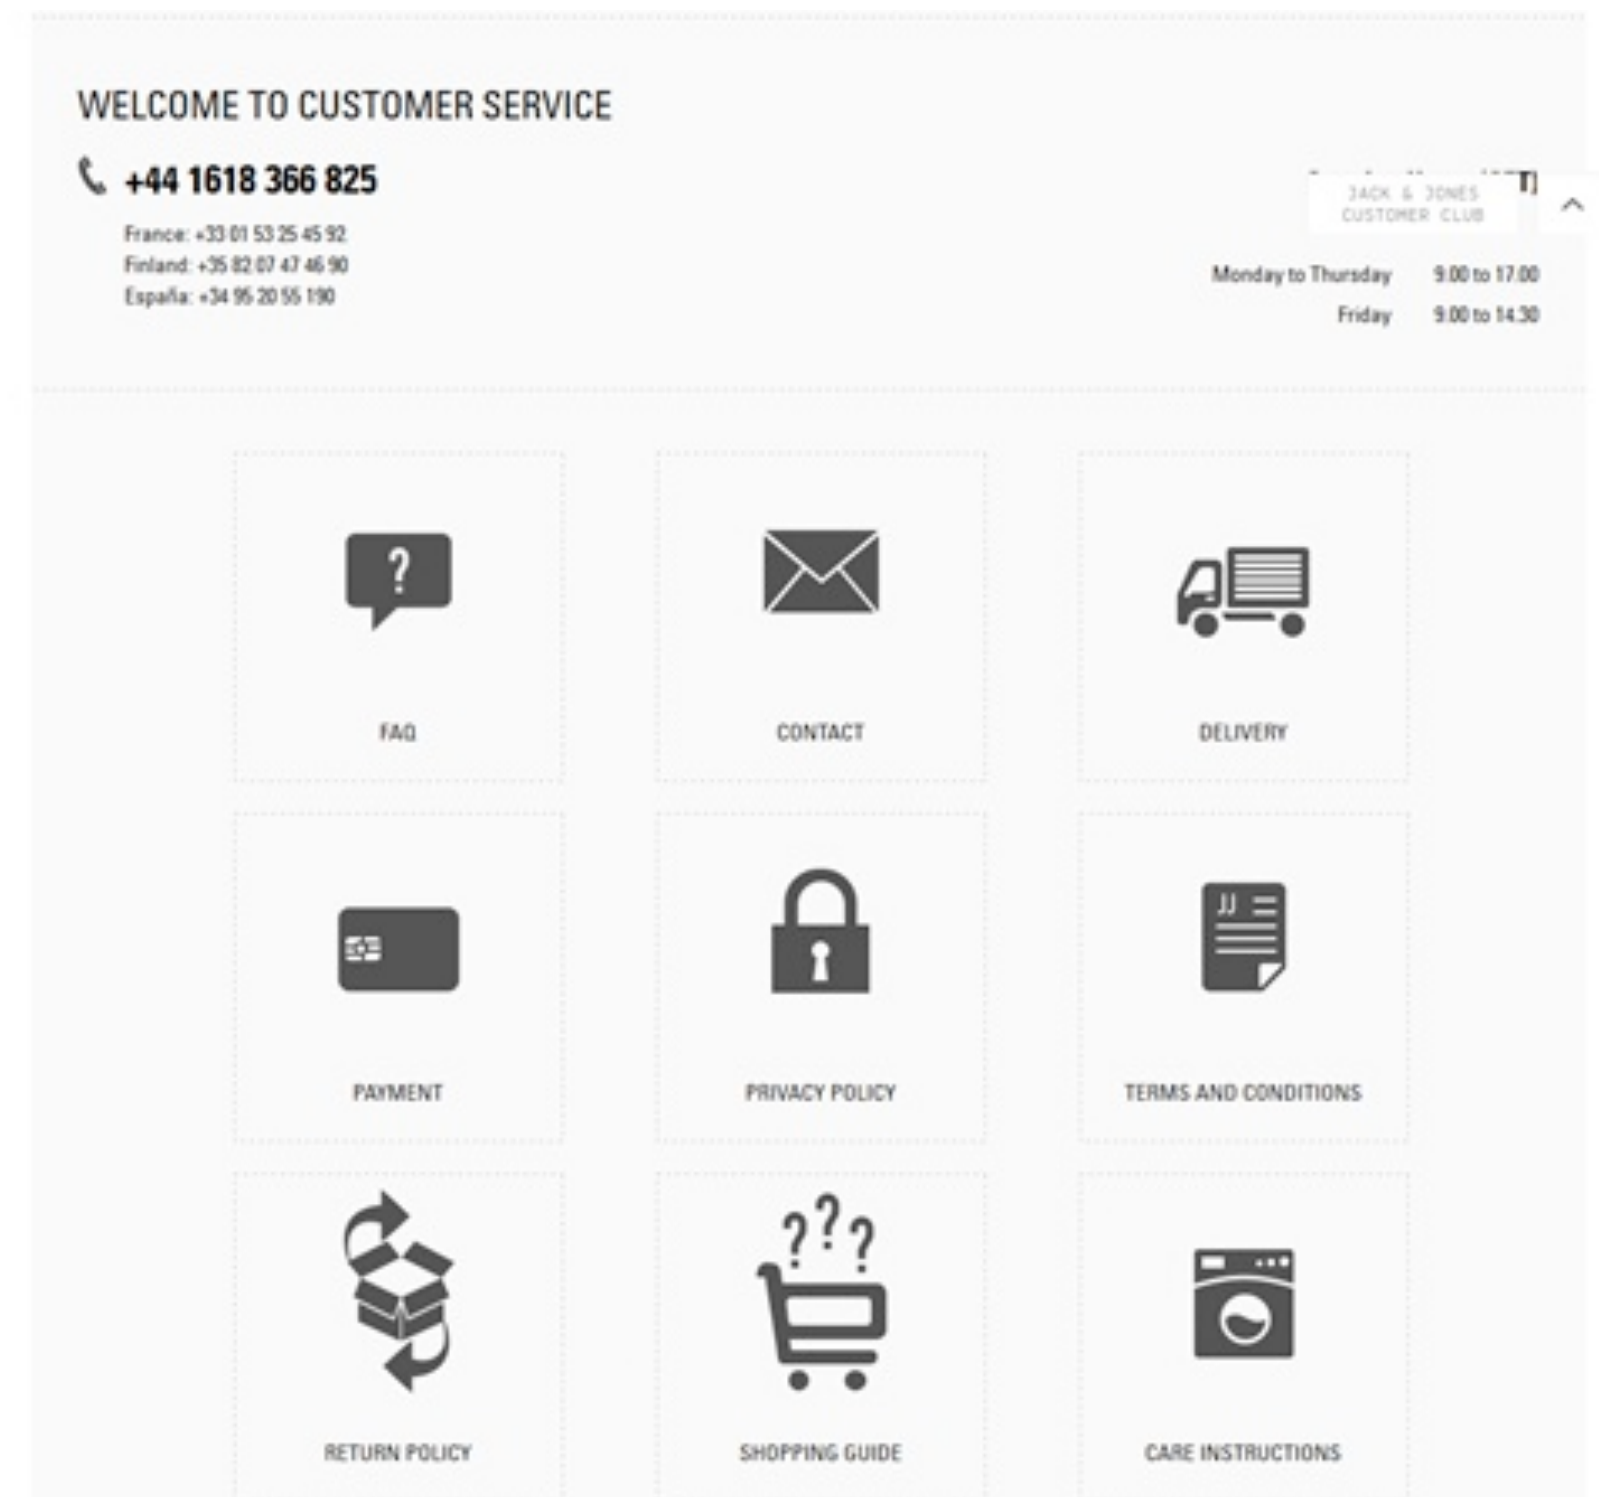 WELCOME TO CUSTOMER SERVICE
+44 1618 366 825
France: +33 01 53 25 45 92
Finland: +35 82 07 47 46 90
España: +34 95 20 55 190
JACK & JONES
CUSTOMER CLUB
Monday to Thursday 9.00 to 17.00
Friday 9.00 to 14.30
?
FAQ
CONTACT
DELIVERY
PAYMENT
PRIVACY POLICY
JJ
TERMS AND CONDITIONS
RETURN POLICY
? ? ?
SHOPPING GUIDE
CARE INSTRUCTIONS